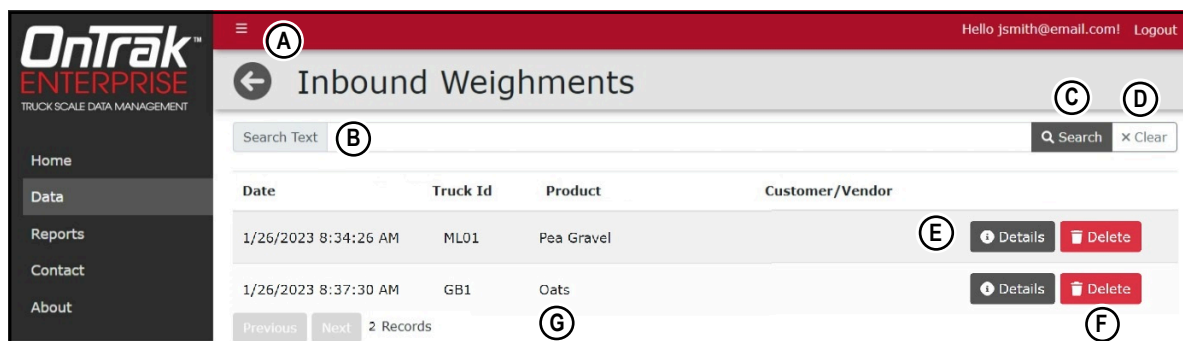 OnTrak™
ENTERPRISE
TRUCK SCALE DATA MANAGEMENT
Home
Data
Reports
Contact
About
A
Hello jsmith@email.com! Logout
Inbound Weighments
C D
Search Text B Search × Clear
Date Truck Id Product Customer/Vendor
1/26/2023 8:34:26 AM ML01 Pea Gravel E Details Delete
1/26/2023 8:37:30 AM GB1 Oats Details Delete
Previous Next 2 Records G F